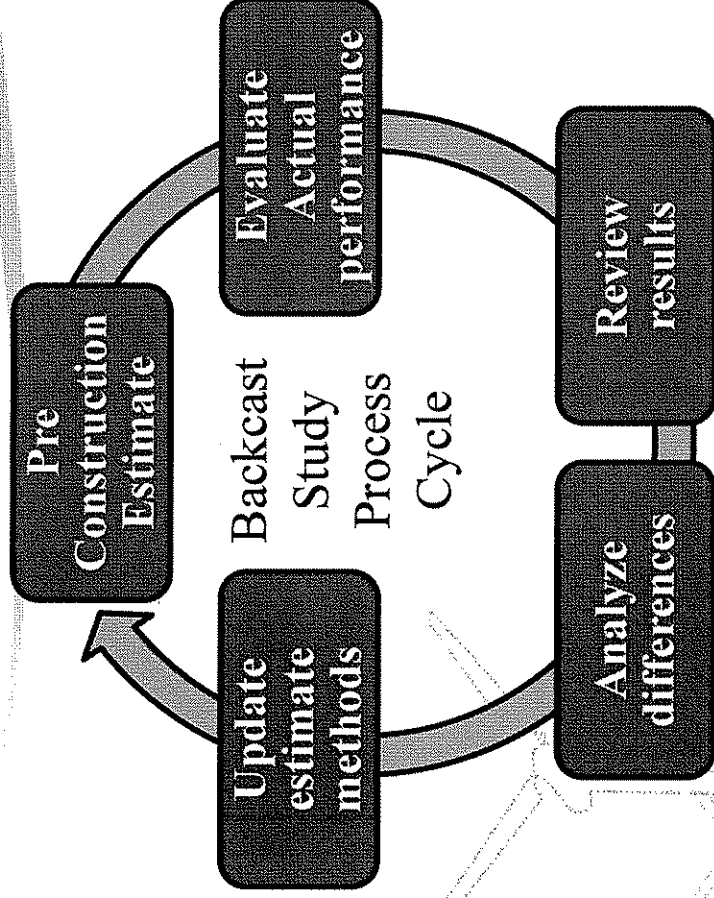 Pre
Construction
Estimate
Evaluate
Actual
performance
Review
results
Analyze
differences
Update
estimate
methods
Backcast
Study
Process
Cycle